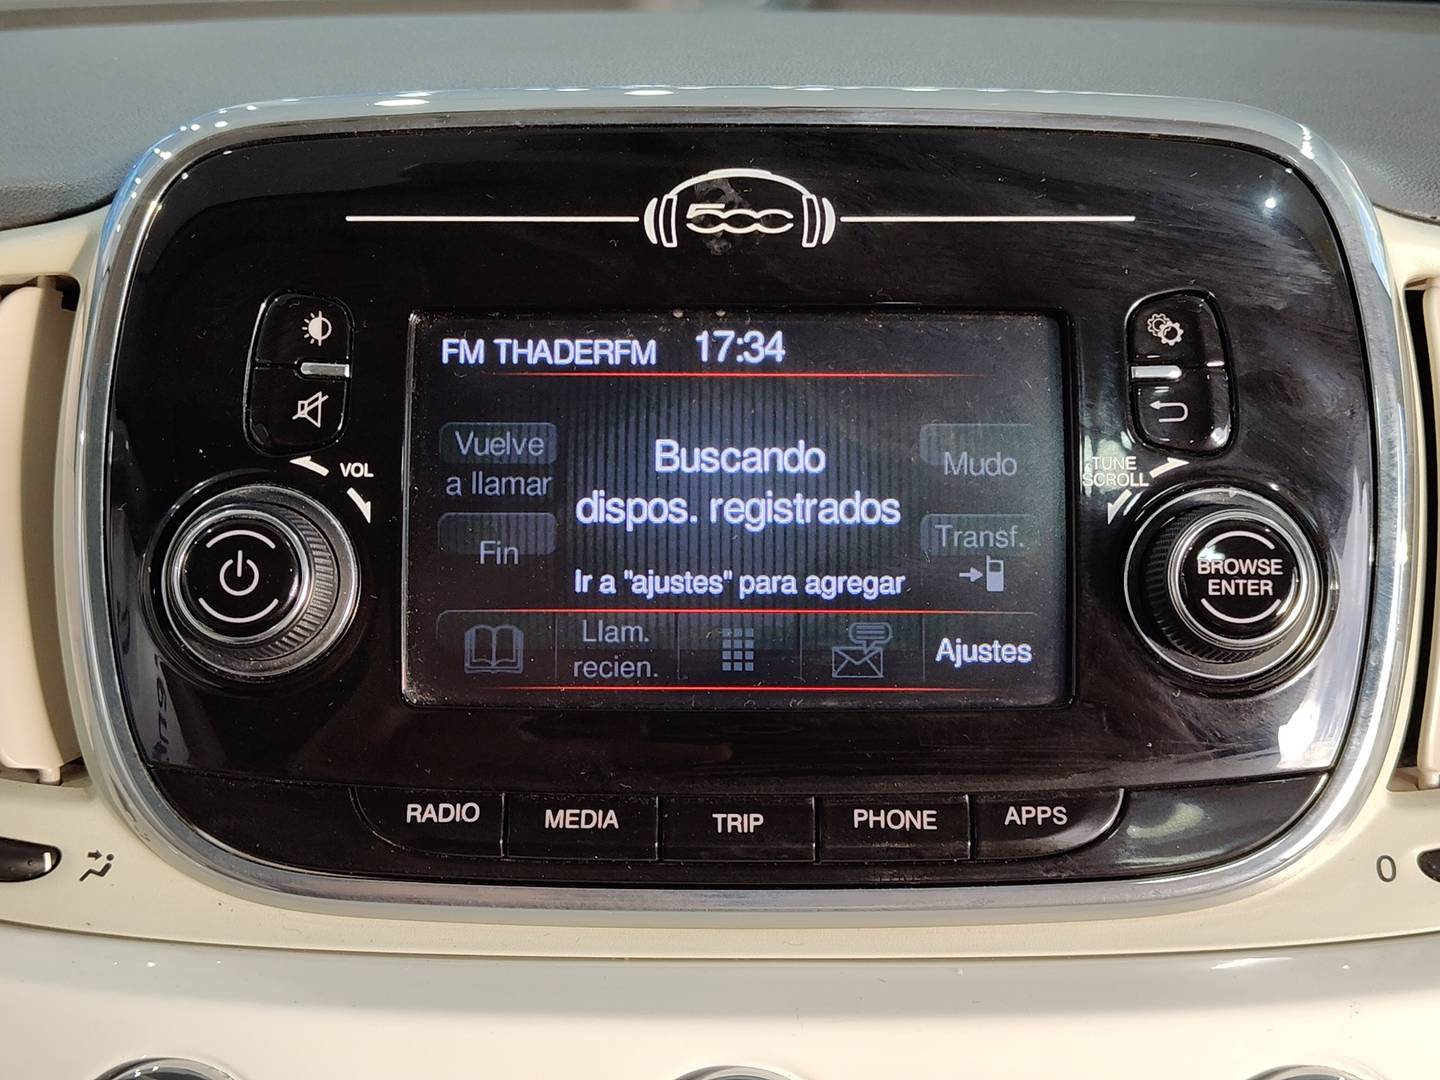 500
FM THADERFM 17:34
Vuelve
a llamar
Buscando
dispos. registrados
Mudo
Fin
Transf.
Ir a "ajustes" para agregar
Llam.
recien.
Ajustes
VOL
TUNE
SCROLL
BROWSE
ENTER
RADIO MEDIA TRIP PHONE APPS
0